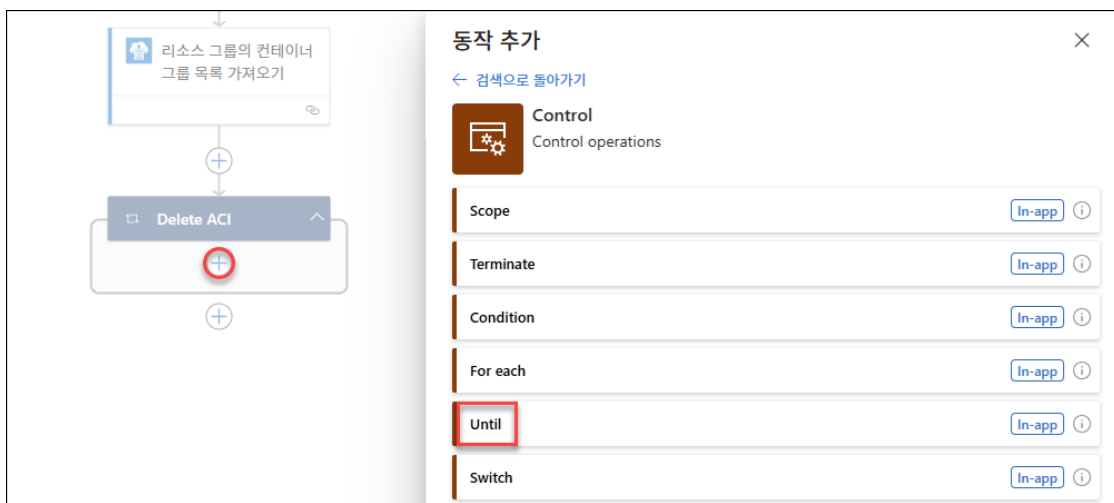 리소스 그룹의 컨테이너
그룹 목록 가져오기
Delete ACI
동작 추가
← 검색으로 돌아가기
Control
Control operations
Scope
In-app
Terminate
In-app
Condition
In-app
For each
In-app
Until
In-app
Switch
In-app